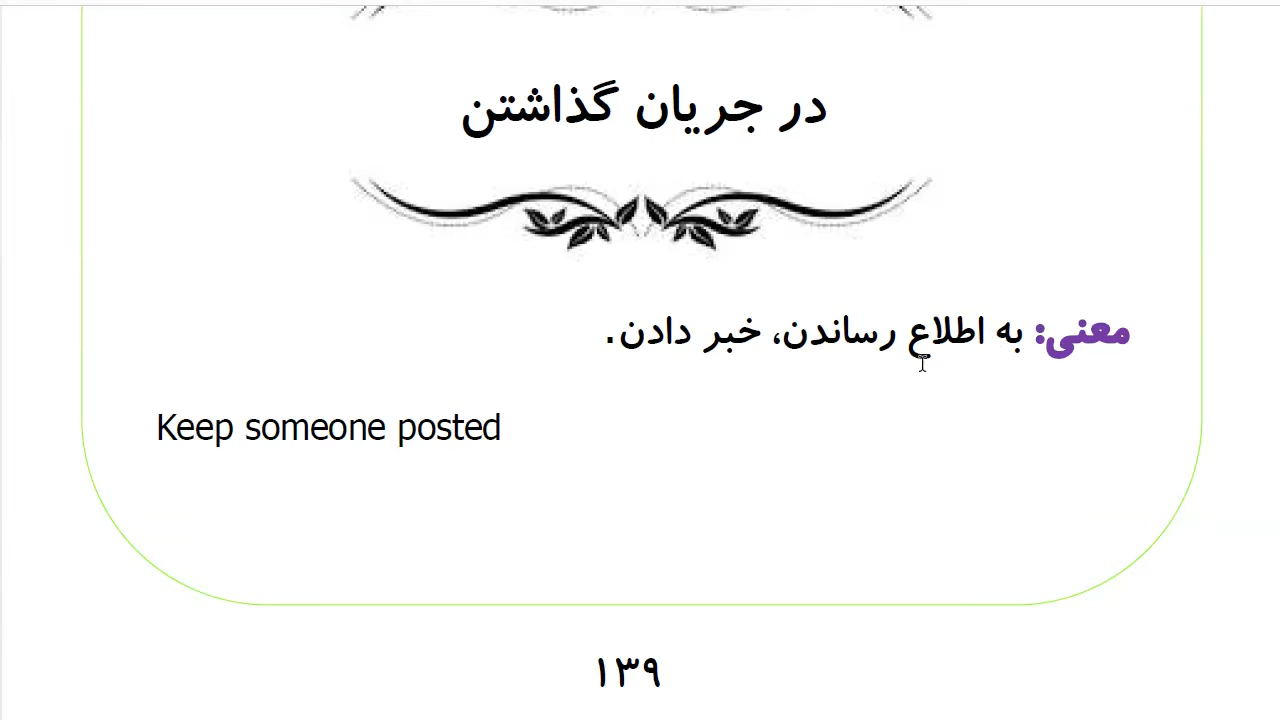 در جریان گذاشتن
معنی: به اطلاع رساندن، خبر دادن.
Keep someone posted
۱۳۹